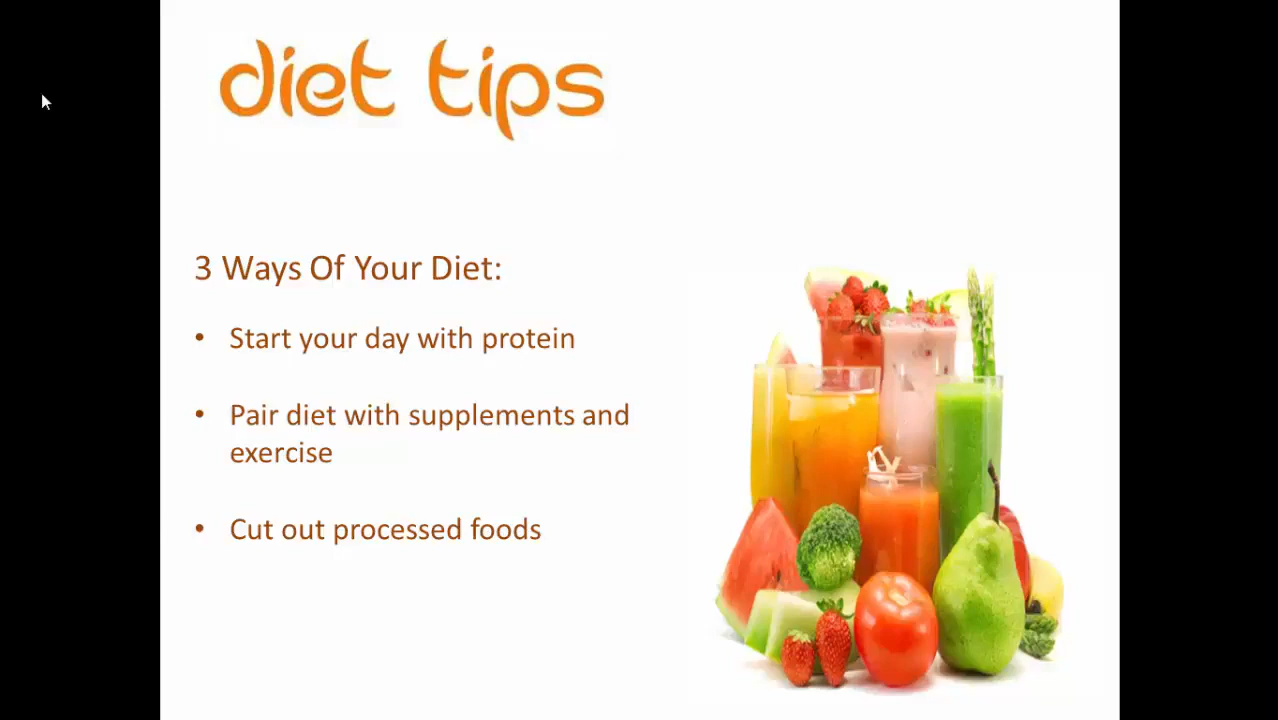 diet tips
3 Ways Of Your Diet:
• Start your day with protein
• Pair diet with supplements and
exercise
• Cut out processed foods